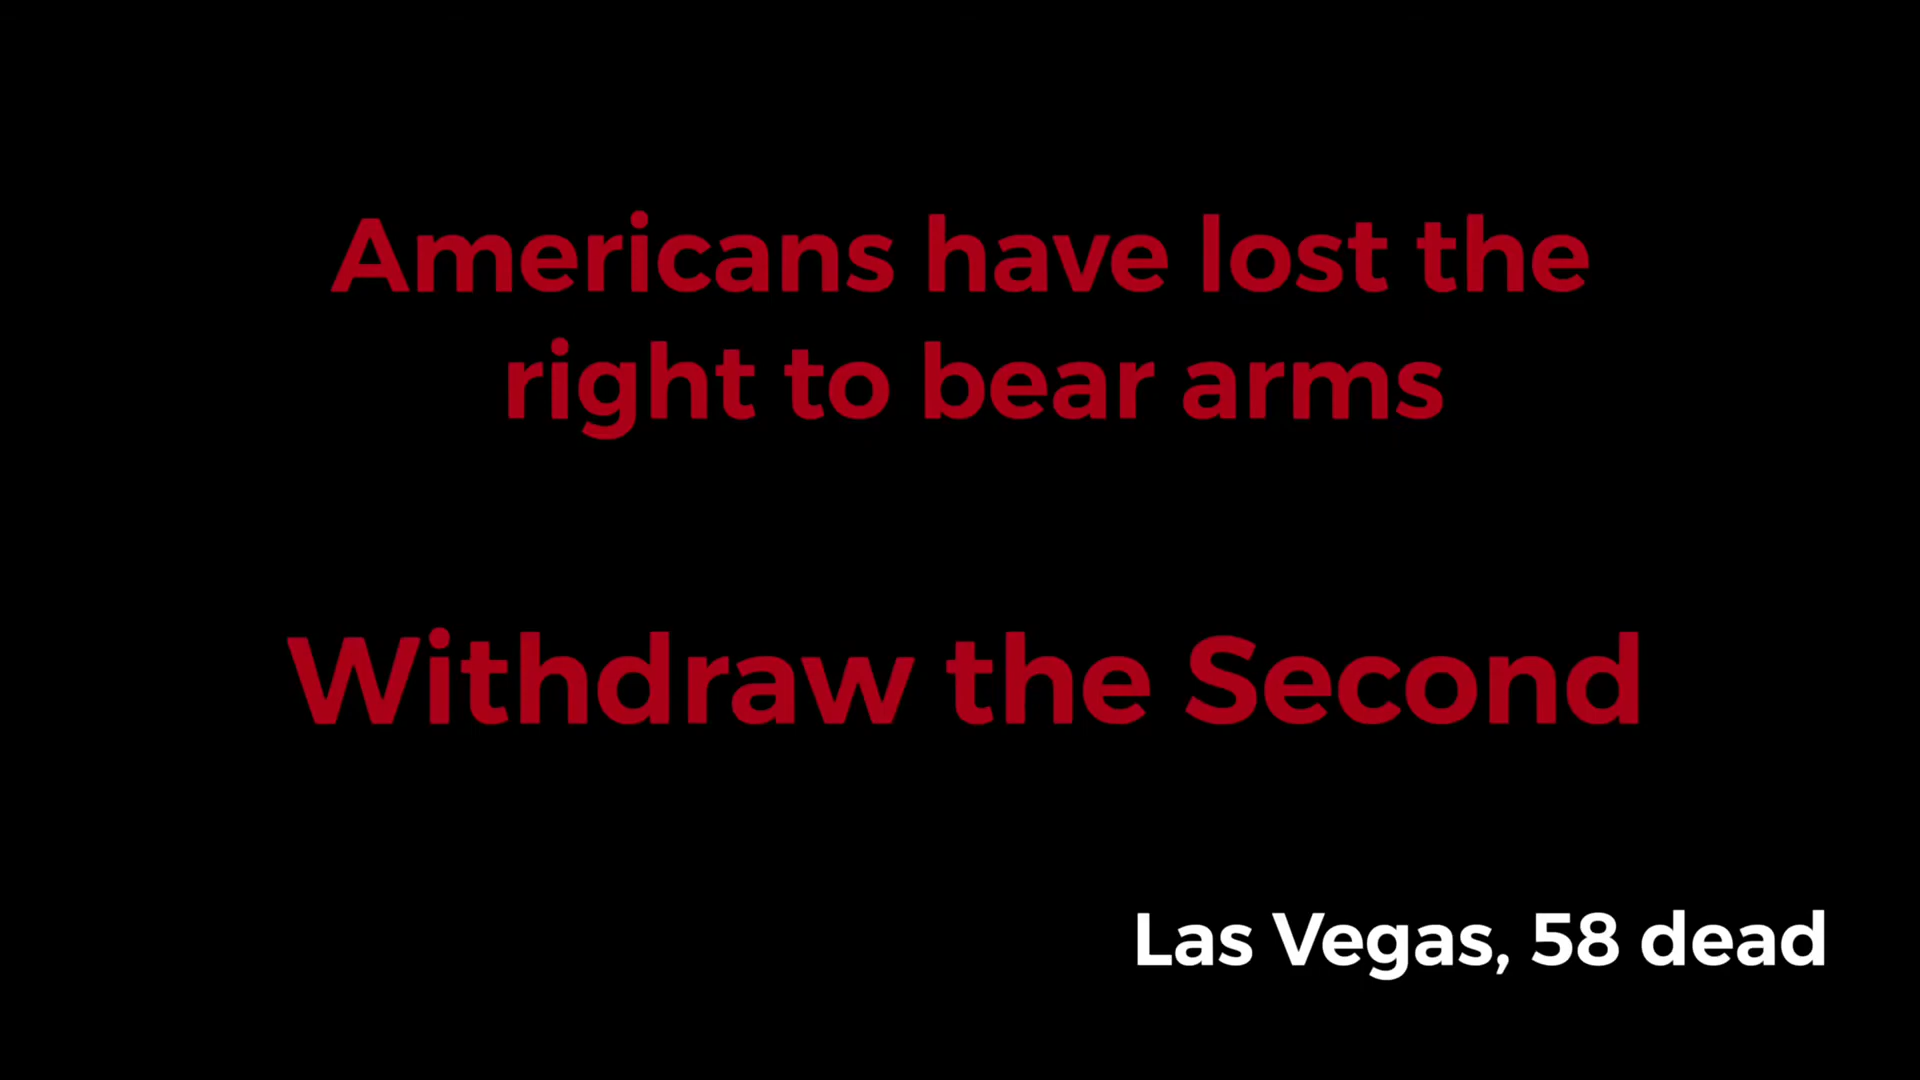 Americans have lost the
right to bear arms
Withdraw the Second
Las Vegas, 58 dead